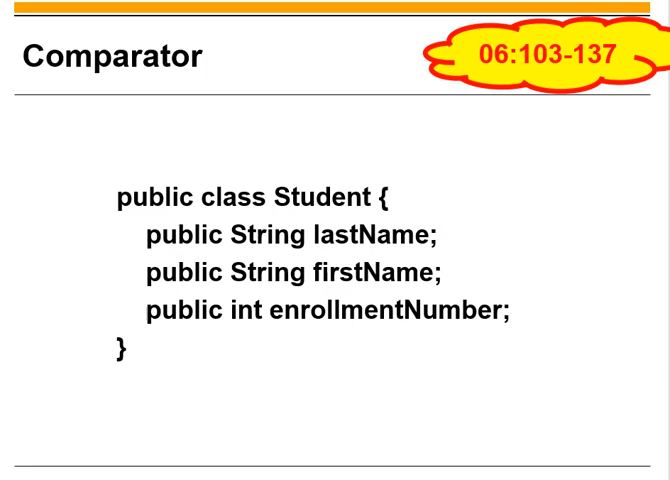 Comparator
06:103-137
public class Student {
public String lastName;
public String firstName;
public int enrollmentNumber;
}